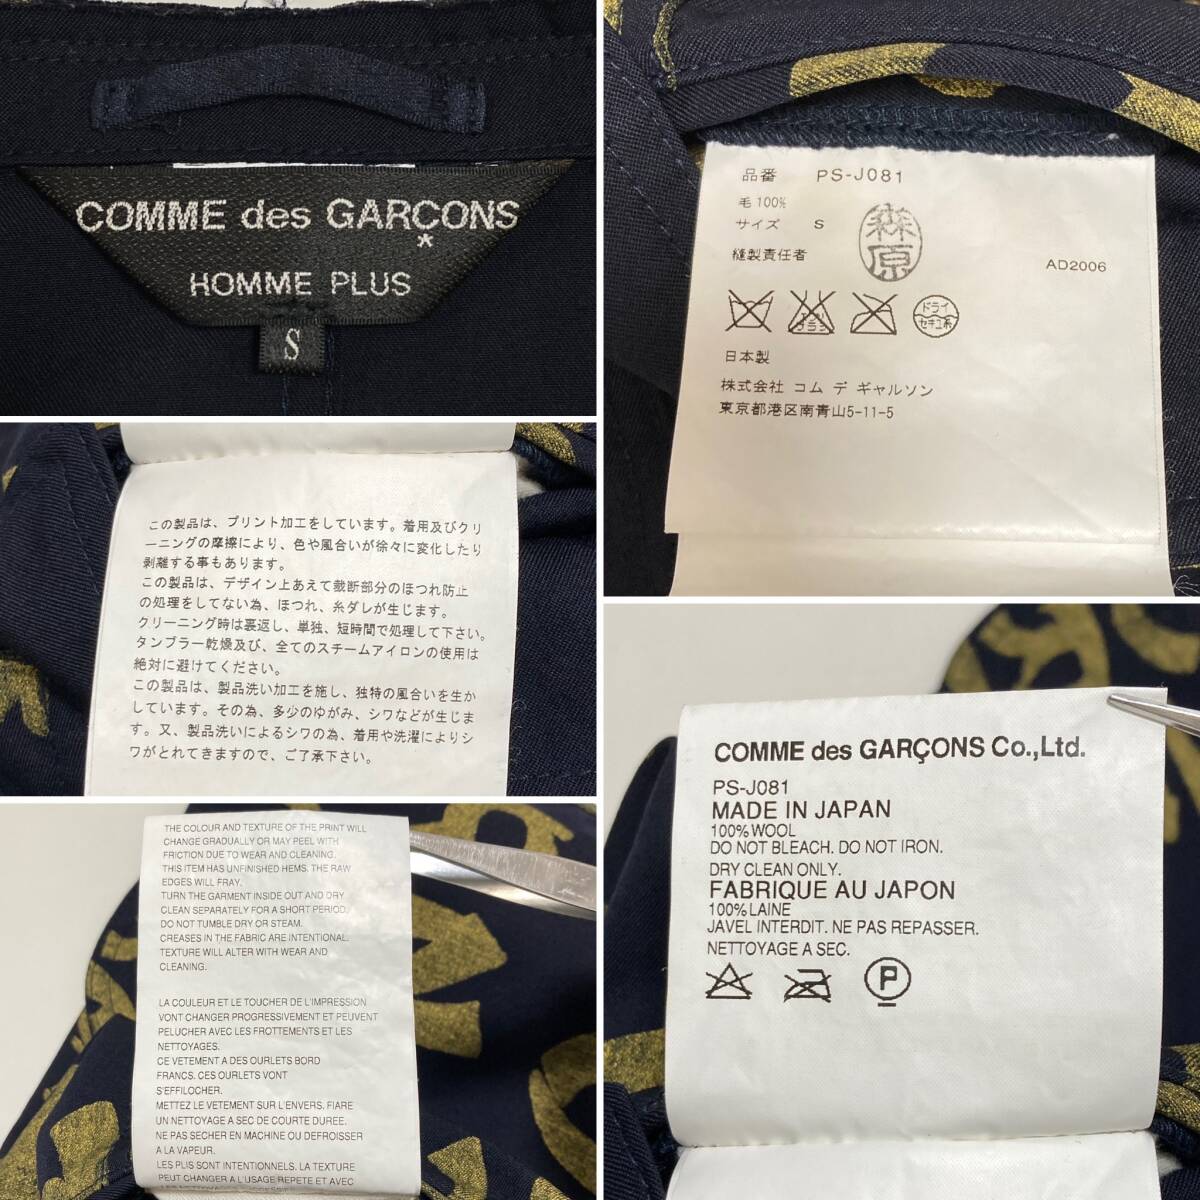 COMME des GARÇONS
*
HOMME PLUS
S
品番 PS-J081
毛100%
サイズ S
縫製責任者
森原
AD2006
ドライ
セキユ系
日本製
株式会社 コム デ ギャルソン
東京都港区南青山5-11-5
この製品は、プリント加工をしています。着用及びクリ
ーニングの摩擦により、色や風合いが徐々に変化したり
剥離する事もあります。
この製品は、デザイン上あえて裁断部分のほつれ防止
の処理をしてない為、ほつれ、糸ダレが生じます。
クリーニング時は裏返し、単独、短時間で処理して下さい。
タンブラー乾燥及び、全てのスチームアイロンの使用は
絶対に避けてください。
この製品は、製品洗い加工を施し、独特の風合いを生か
しています。その為、多少のゆがみ、シワなどが生じま
す。又、製品洗いによるシワの為、着用や洗濯によりシ
ワがとれてきますので、ご了承下さい。
COMME des GARÇONS Co.,Ltd.
PS-J081
MADE IN JAPAN
100% WOOL
DO NOT BLEACH. DO NOT IRON.
DRY CLEAN ONLY.
FABRIQUE AU JAPON
100% LAINE
JAVEL INTERDIT. NE PAS REPASSER.
NETTOYAGE A SEC.
P
THE COLOUR AND TEXTURE OF THE PRINT WILL
CHANGE GRADUALLY OR MAY PEEL WITH
FRICTION DUE TO WEAR AND CLEANING.
THIS ITEM HAS UNFINISHED HEMS. THE RAW
EDGES WILL FRAY.
TURN THE GARMENT INSIDE OUT AND DRY
CLEAN SEPARATELY FOR A SHORT PERIOD.
DO NOT TUMBLE DRY OR STEAM.
CREASES IN THE FABRIC ARE INTENTIONAL.
TEXTURE WILL ALTER WITH WEAR AND
CLEANING.
LA COULEUR ET LE TOUCHER DE L'IMPRESSION
VONT CHANGER PROGRESSIVEMENT ET PEUVENT
PELUCHER AVEC LES FROTTEMENTS ET LES
NETTOYAGES.
CE VETEMENT A DES OURLETS BORD
FRANCS. CES OURLETS VONT
S'EFFILOCHER.
METTEZ LE VETEMENT SUR L'ENVERS. FIARE
UN NETTOYAGE A SEC DE COURTE DUREE.
NE PAS SECHER EN MACHINE OU DEFROISSER
A LA VAPEUR.
LES PLIS SONT INTENTIONNELS. LA TEXTURE
PEUT CHANGER A L'USAGE REPETE ET AVEC